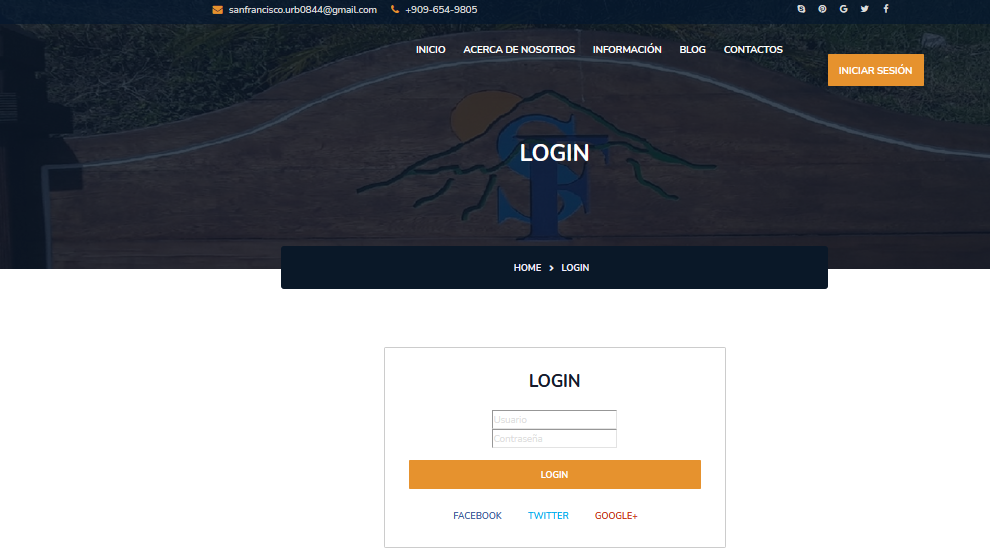 sanfrancisco.urb0844@gmail.com +909-654-9805
INICIO ACERCA DE NOSOTROS INFORMACIÓN BLOG CONTACTOS
INICIAR SESIÓN
SF
LOGIN
HOME > LOGIN
LOGIN
Usuario
Contraseña
LOGIN
FACEBOOK TWITTER GOOGLE+